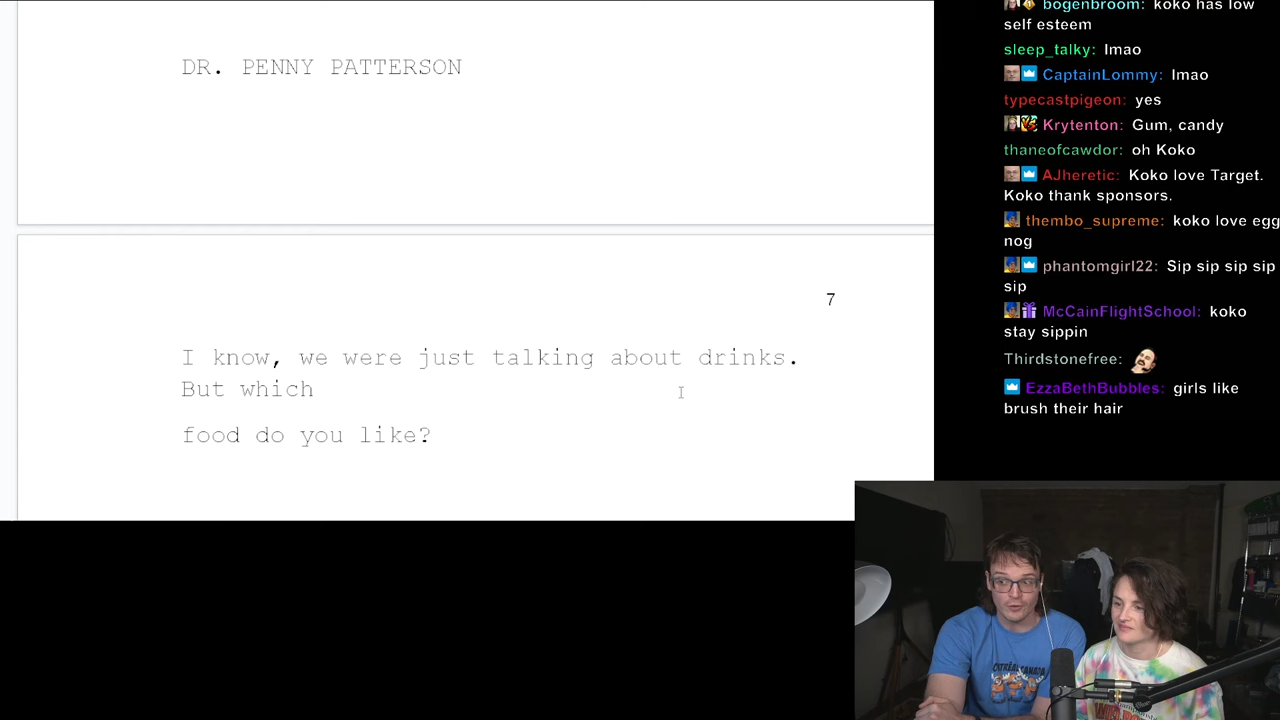 DR. PENNY PATTERSON
7
I know, we were just talking about drinks.
But which
food do you like?
bogenbroom: koko has low
self esteem
sleep_talky: lmao
CaptainLommy: lmao
typecastpigeon: yes
Krytenton: Gum, candy
thaneofcawdor: oh Koko
AJheretic: Koko love Target.
Koko thank sponsors.
thembo_supreme: koko love egg
nog
phantomgirl22: Sip sip sip sip
sip
McCainFlightSchool: koko
stay sippin
Thirdstonefree:
EzzaBethBubbles: girls like
brush their hair